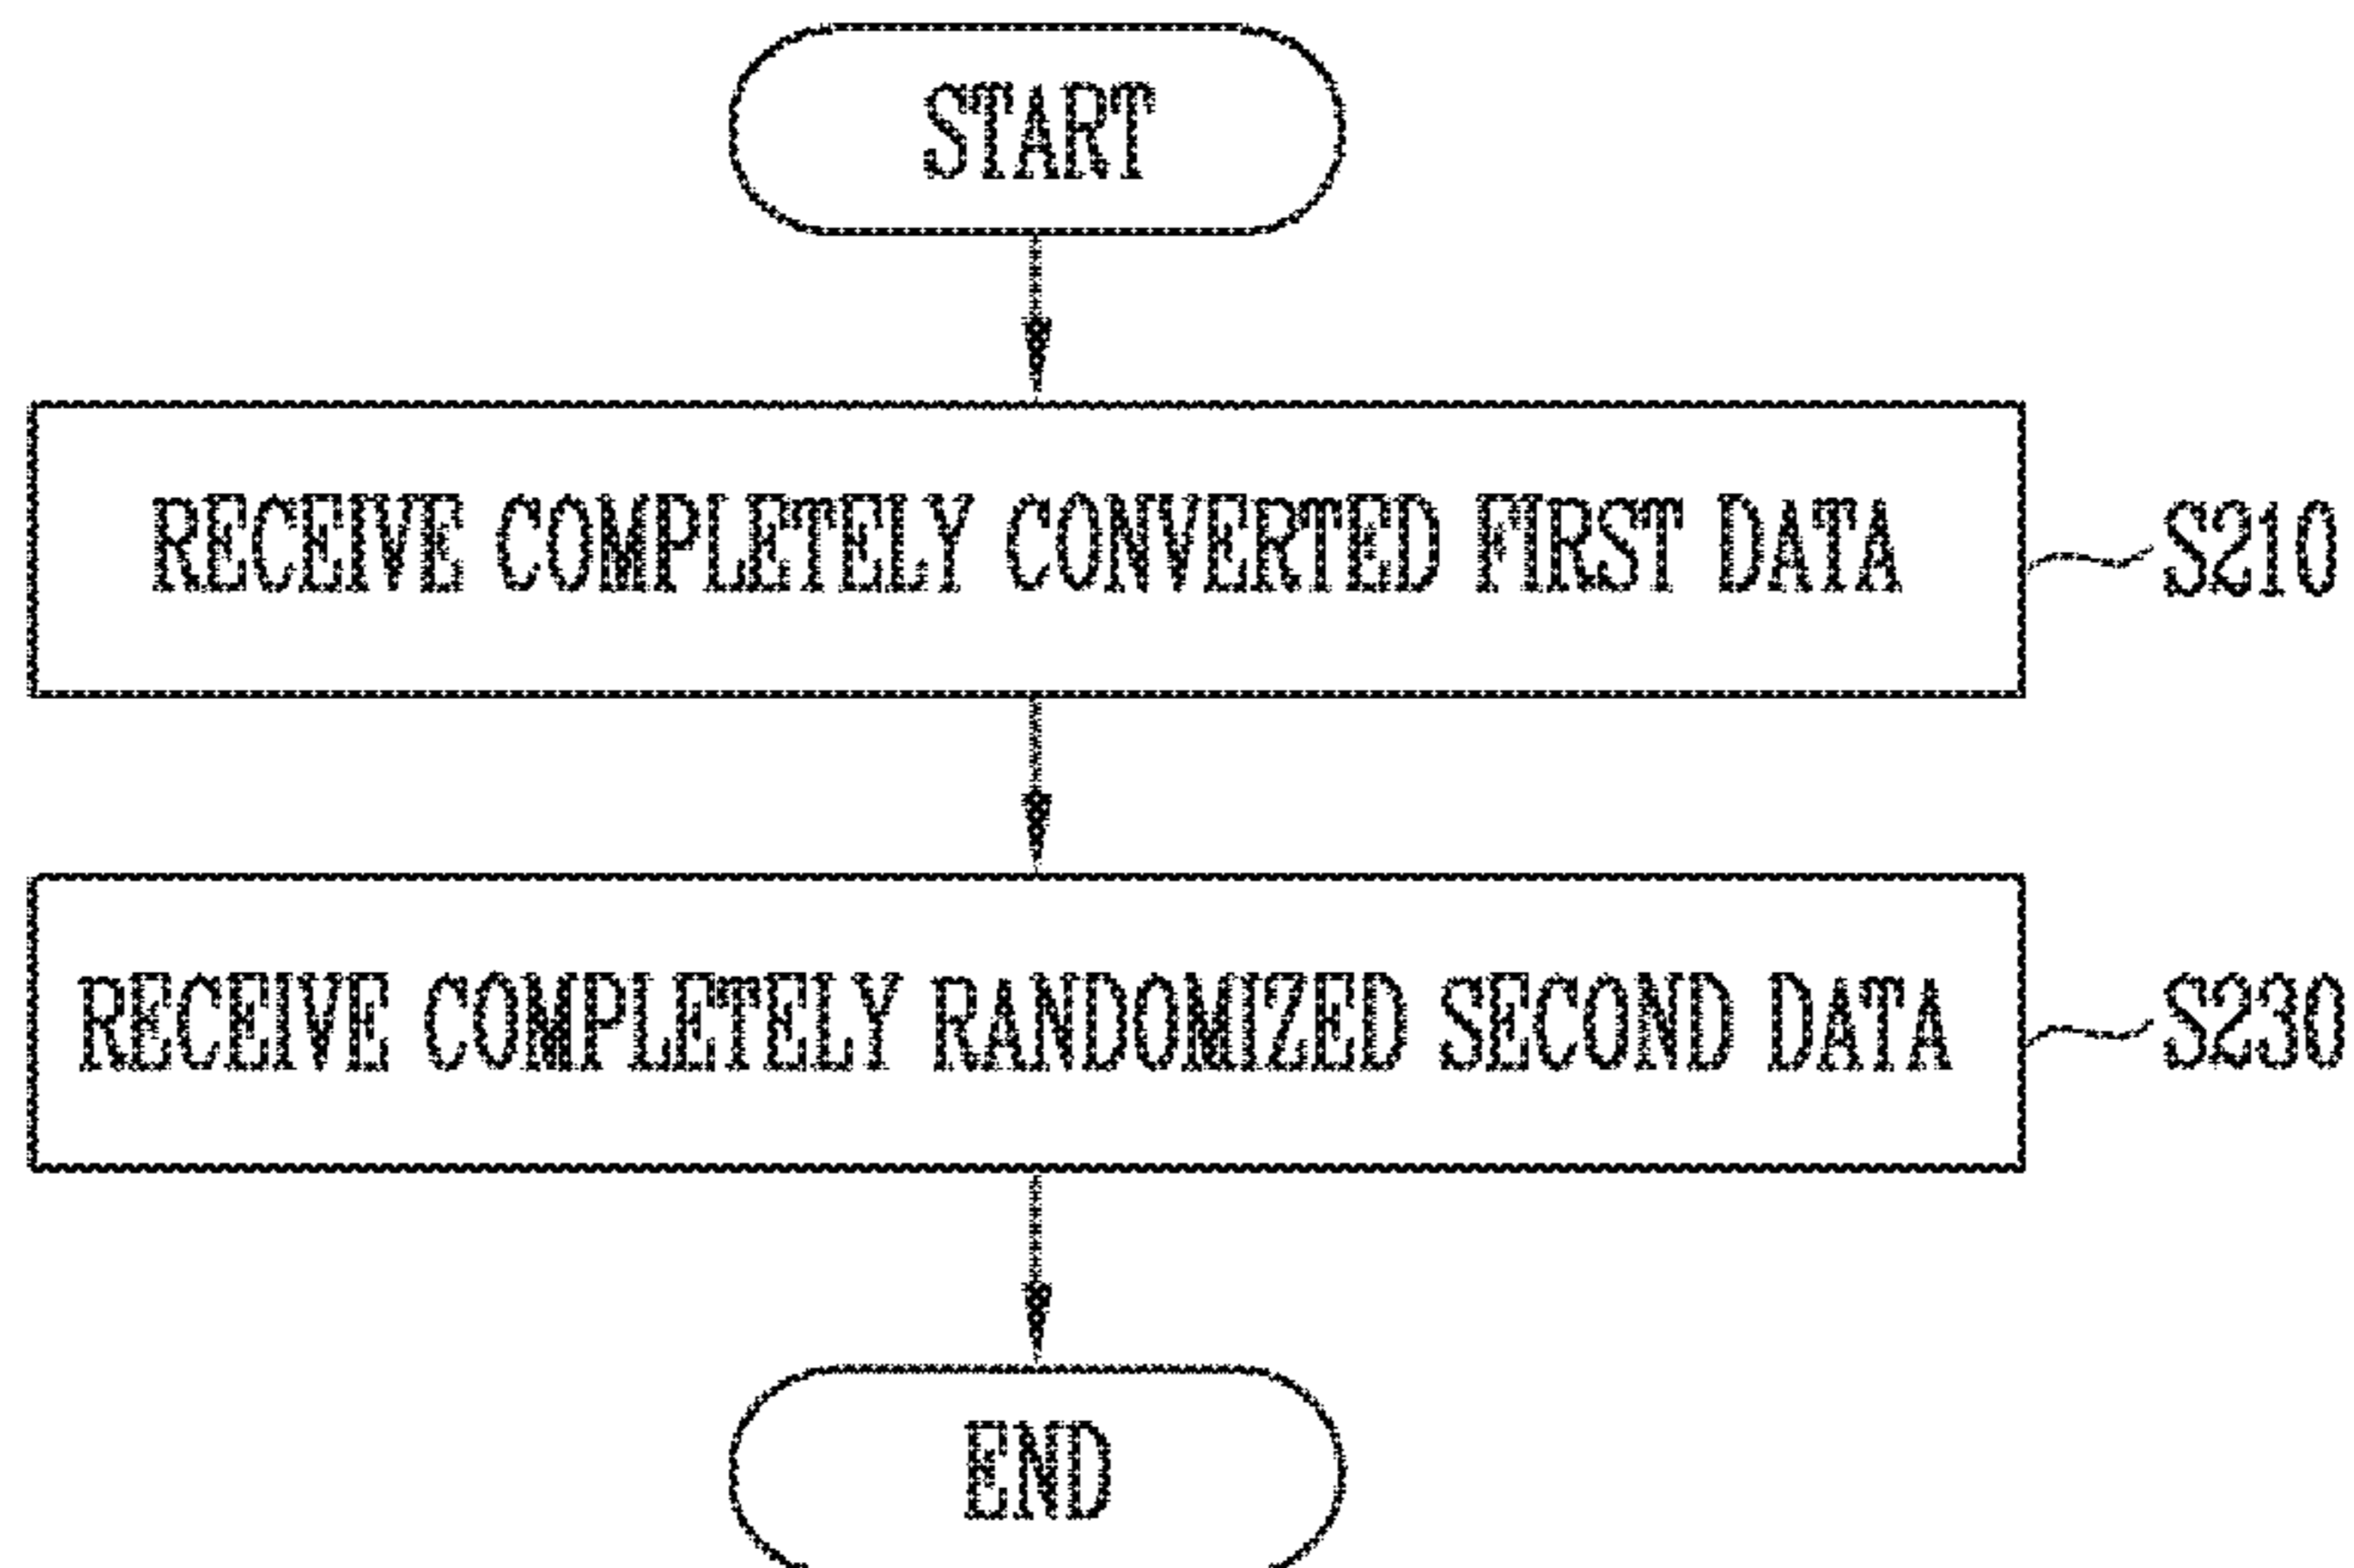 START
RECEIVE COMPLETELY CONVERTED FIRST DATA
S210
RECEIVE COMPLETELY RANDOMIZED SECOND DATA
S230
END